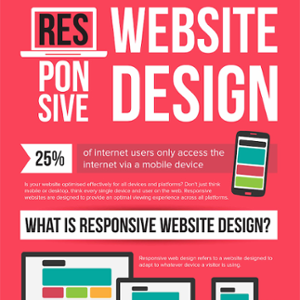 RES
PON
SIVE
WEBSITE
DESIGN
25%
of internet users only access the
internet via a mobile device
Is your website optimised effectively for all devices and platforms? Don't just think
mobile or desktop, think every single device and user on the web. Responsive
websites are designed to provide an optimal viewing experience across all platforms.
WHAT IS RESPONSIVE WEBSITE DESIGN?
Responsive web design refers to a website designed to
adapt to whatever device a visitor is using.